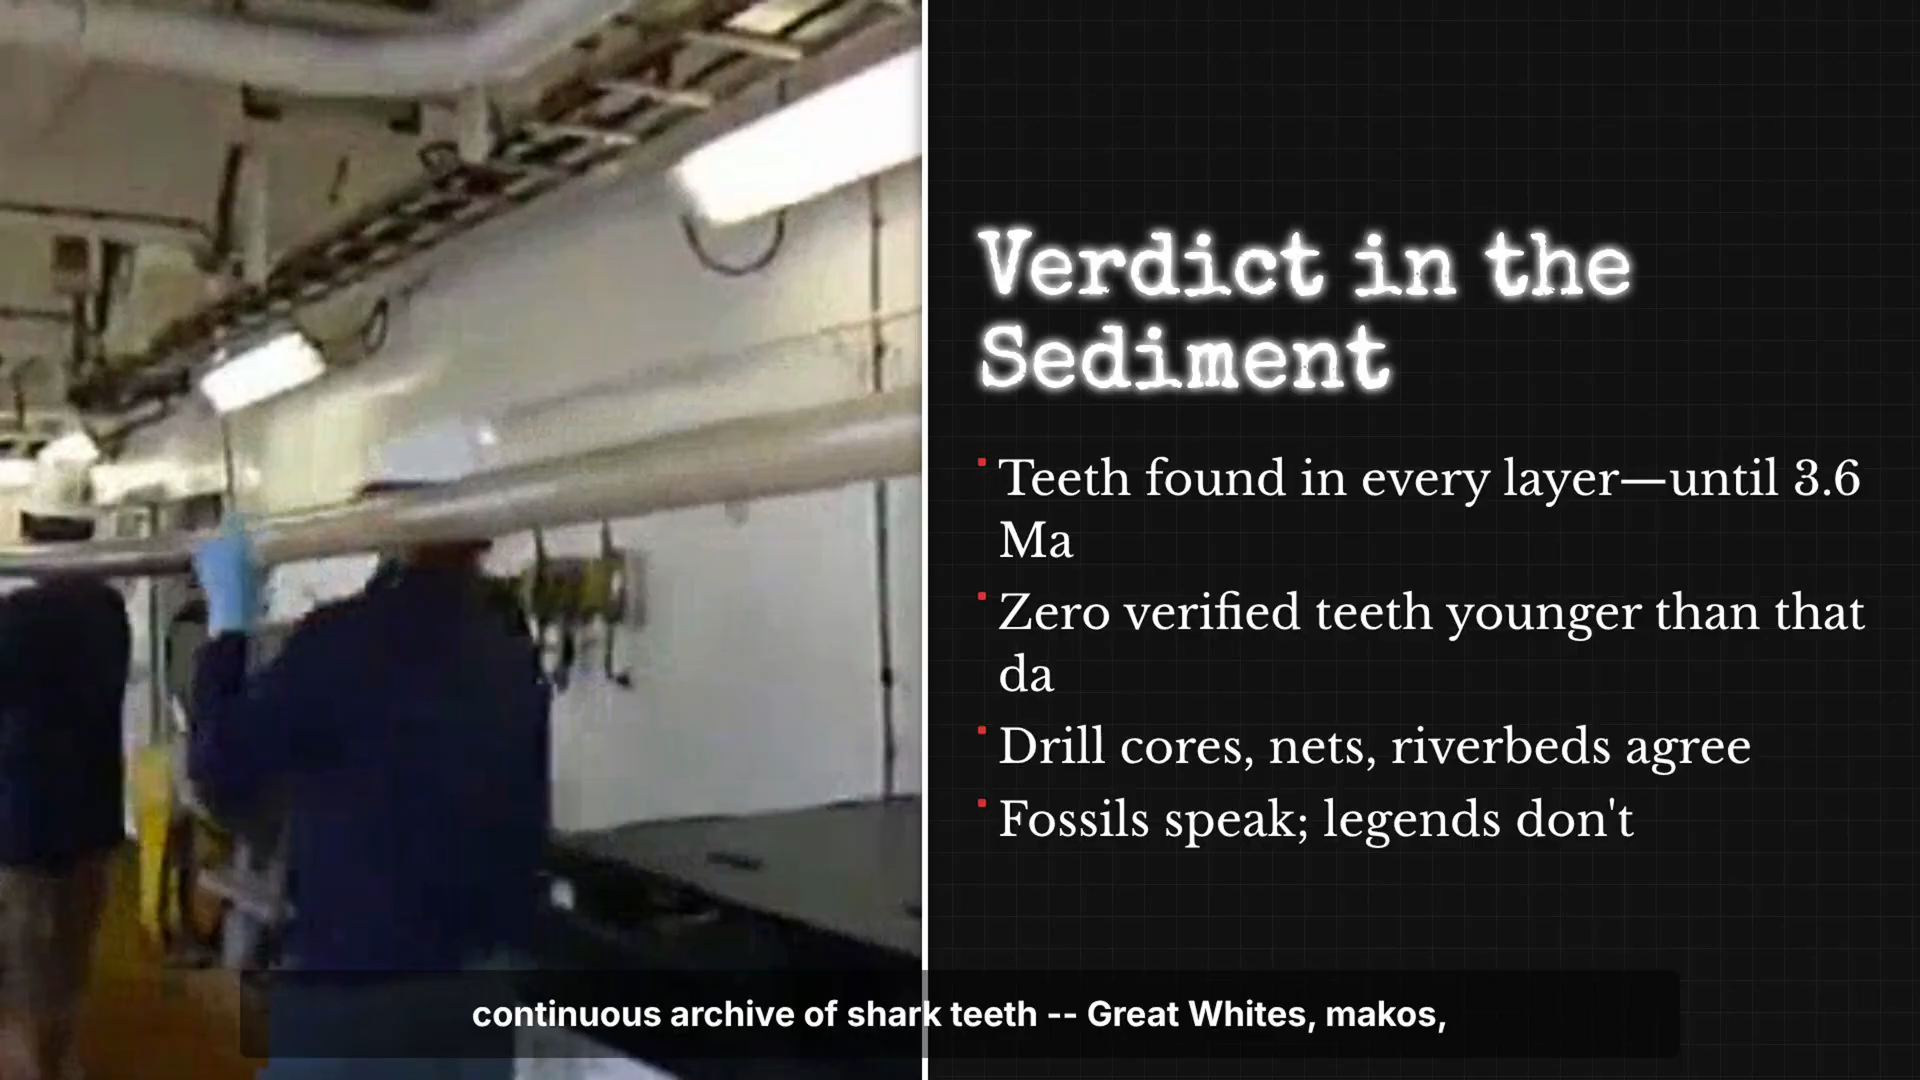 Verdict in the
Sediment
Teeth found in every layer—until 3.6
Ma
Zero verified teeth younger than that
da
Drill cores, nets, riverbeds agree
Fossils speak; legends don't
continuous archive of shark teeth -- Great Whites, makos,